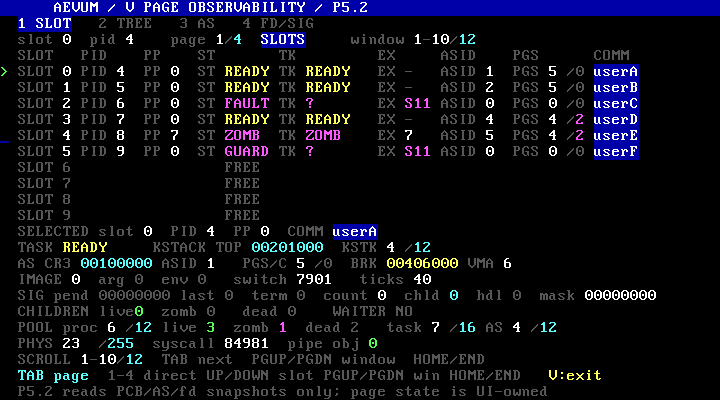 AEVUM / V PAGE OBSERVABILITY / P5.2
1 SLOT 2 TREE 3 AS 4 FD/SIG
slot 0 pid 4 page 1/4 SLOTS window 1-10/12
SLOT PID PP ST TK EX ASID PGS COMM
> SLOT 0 PID 4 PP 0 ST READY TK READY EX - ASID 1 PGS 5 /0 userA
SLOT 1 PID 5 PP 0 ST READY TK READY EX - ASID 2 PGS 5 /0 userB
SLOT 2 PID 6 PP 0 ST FAULT TK ? EX S11 ASID 0 PGS 0 /0 userC
SLOT 3 PID 7 PP 0 ST READY TK READY EX - ASID 4 PGS 4 /2 userD
SLOT 4 PID 8 PP 7 ST ZOMB TK ZOMB EX 7 ASID 5 PGS 4 /2 userE
SLOT 5 PID 9 PP 0 ST GUARD TK ? EX S11 ASID 0 PGS 0 /0 userF
SLOT 6 FREE
SLOT 7 FREE
SLOT 8 FREE
SLOT 9 FREE
SELECTED slot 0 PID 4 PP 0 COMM userA
TASK READY KSTACK TOP 00201000 KSTK 4 /12
AS CR3 00100000 ASID 1 PGS/C 5 /0 BRK 00406000 VMA 6
IMAGE 0 arg 0 env 0 switch 7901 ticks 40
SIG pend 00000000 last 0 term 0 count 0 chld 0 hdl 0 mask 00000000
CHILDREN live0 zomb 0 dead 0 WAITER NO
POOL proc 6 /12 live 3 zomb 1 dead 2 task 7 /16 AS 4 /12
PHYS 23 /255 syscall 84981 pipe obj 0
SCROLL 1-10/12 TAB next PGUP/PGDN window HOME/END
TAB page 1-4 direct UP/DOWN slot PGUP/PGDN win HOME/END V:exit
P5.2 reads PCB/AS/fd snapshots only; page state is UI-owned